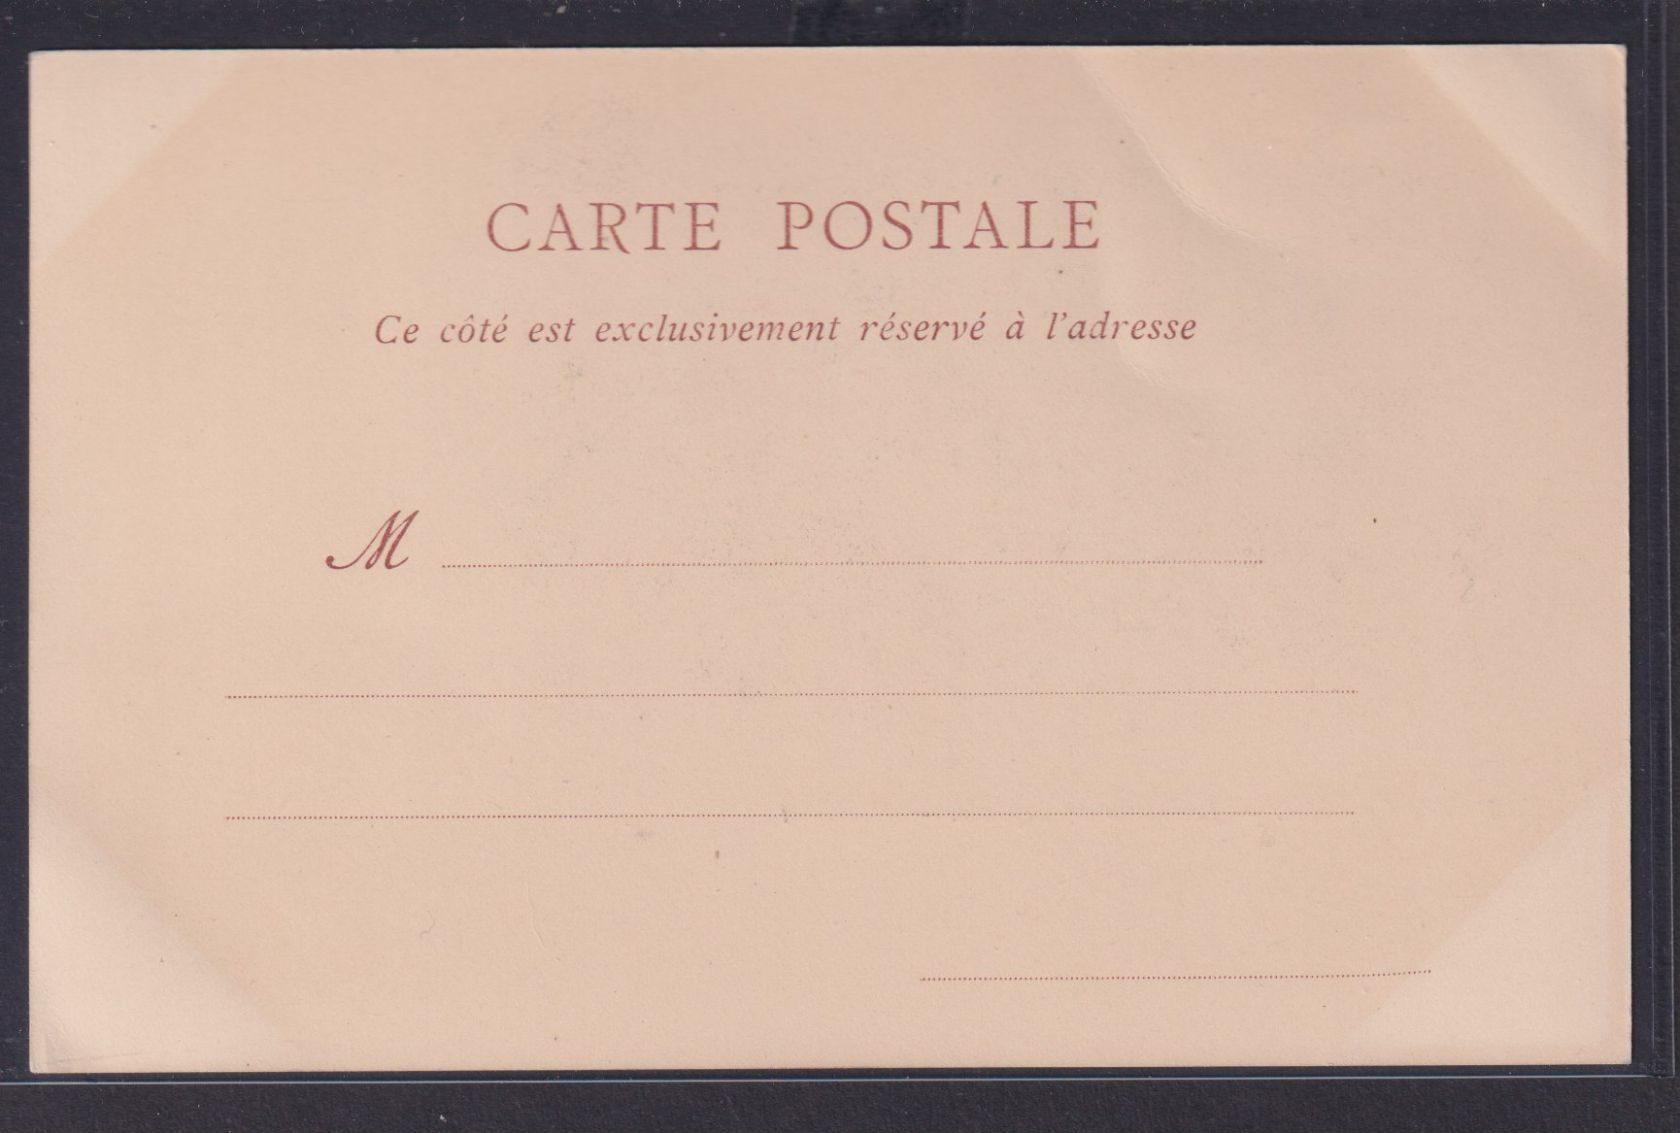 CARTE POSTALE
Ce côté est exclusivement réservé à l'adresse
M